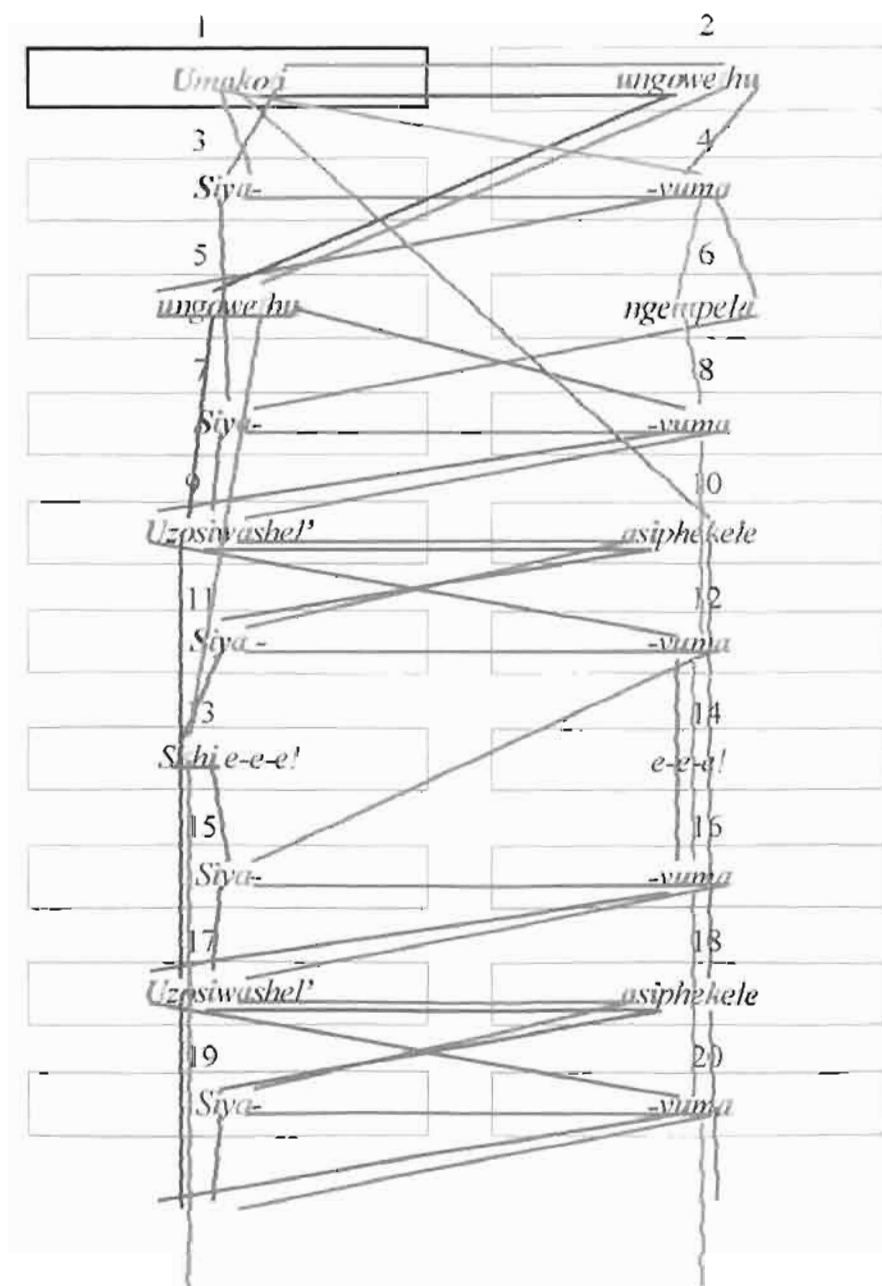 1 2
Umakoti ungowethu
3 4
Siya- -vuma
5 6
ungowethu ngempela
7 8
Siya- -vuma
9 10
Uzosiwashel' asiphekele
11 12
Siya - -vuma
13 14
Sithi e-e-e! e-e-e!
15 16
Siya- -vuma
17 18
Uzosiwashel' asiphekele
19 20
Siya- -vuma